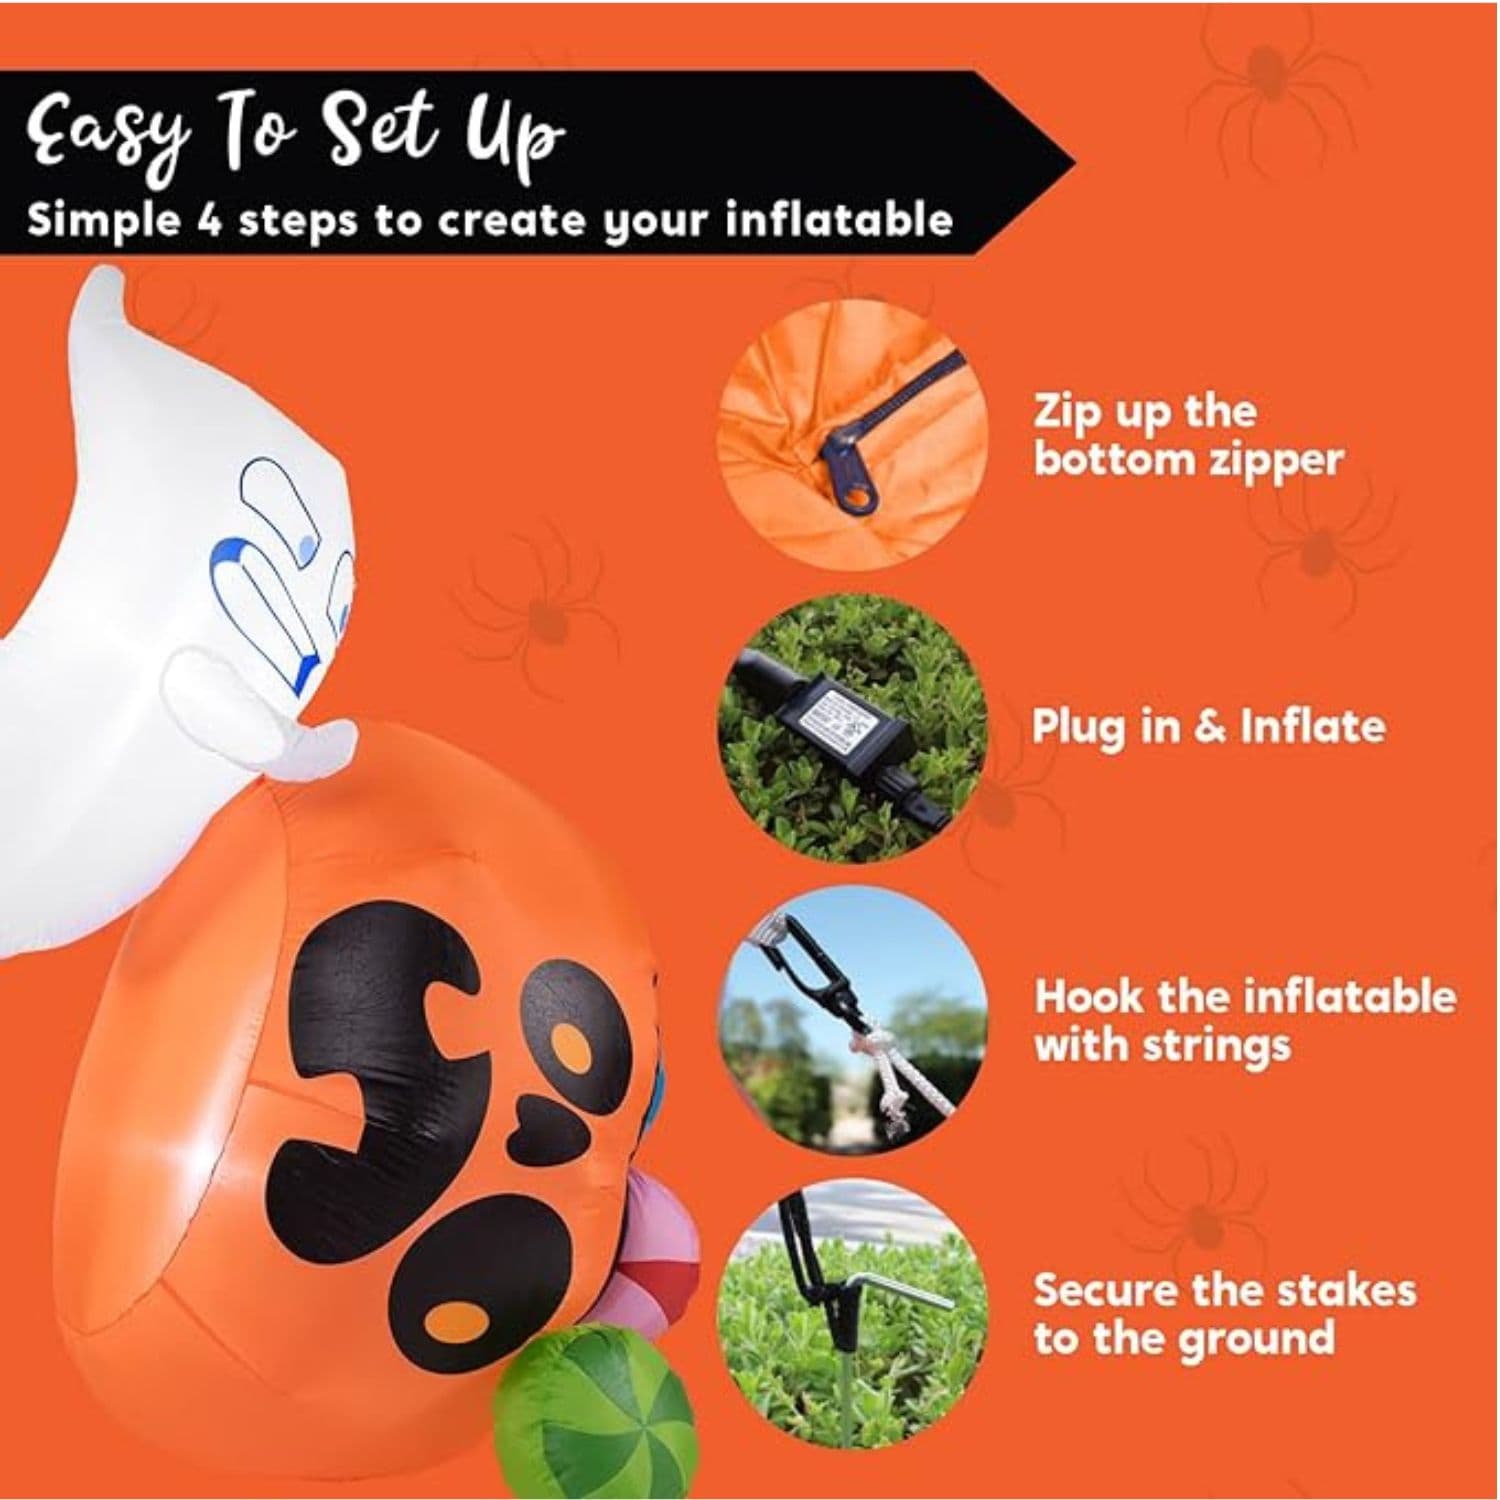 Easy To Set Up
Simple 4 steps to create your inflatable
Zip up the
bottom zipper
Plug in & Inflate
Hook the inflatable
with strings
Secure the stakes
to the ground